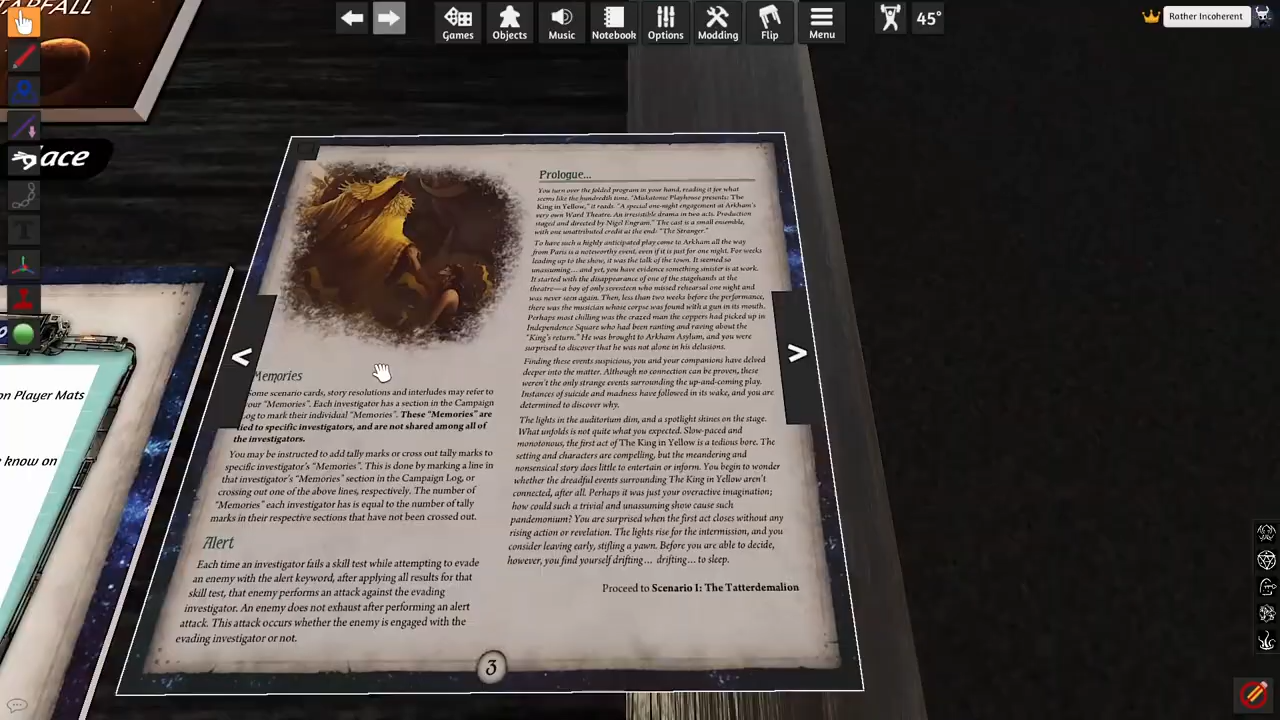 RFALL
Games
Objects
Music
Notebook
Options
Modding
Flip
Menu
45°
Rather Incoherent
lace
on Player Mats
know on
<
>
Memories
Some scenario cards, story resolutions and interludes may refer to
your "Memories". Each investigator has a section in the Campaign
Log to mark their individual "Memories". These "Memories" are
tied to specific investigators, and are not shared among all of
the investigators.
You may be instructed to add tally marks or cross out tally marks to
specific investigator's "Memories". This is done by marking a line in
that investigator's "Memories" section in the Campaign Log, or
crossing out one of the above lines, respectively. The number of
"Memories" each investigator has is equal to the number of tally
marks in their respective sections that have not been crossed out.
Alert
Each time an investigator fails a skill test while attempting to evade
an enemy with the alert keyword, after applying all results for that
skill test, that enemy performs an attack against the evading
investigator. An enemy does not exhaust after performing an alert
attack. This attack occurs whether the enemy is engaged with the
evading investigator or not.
Prologue...
You turn over the folded program in your hand, reading it for what
seems like the hundredth time. "Miskatonic Playhouse presents: The
King in Yellow," it reads. "A special one-night engagement at Arkham's
very own Ward Theatre. An irresistible drama in two acts. Production
staged and directed by Nigel Engram." The cast is a small ensemble,
with one unattributed credit at the end: "The Stranger."
To have such a highly anticipated play come to Arkham all the way
from Paris is a noteworthy event, even if it is just for one night. For weeks
leading up to the show, it was the talk of the town. It seemed so
unassuming... and yet, you have evidence something sinister is at work.
It started with the disappearance of one of the stagehands at the
theatre—a boy of only seventeen who missed rehearsal one night and
was never seen again. Then, less than two weeks before the performance,
there was the musician whose corpse was found with a gun in its mouth.
Perhaps most chilling was the crazed man the coppers had picked up in
Independence Square who had been ranting and raving about the
"King's return." He was brought to Arkham Asylum, and you were
surprised to discover that he was not alone in his delusions.
Finding these events suspicious, you and your companions have delved
deeper into the matter. Although no connection can be proven, these
weren't the only strange events surrounding the up-and-coming play.
Instances of suicide and madness have followed in its wake, and you are
determined to discover why.
The lights in the auditorium dim, and a spotlight shines on the stage.
What unfolds is not quite what you expected. Slow-paced and
monotonous, the first act of The King in Yellow is a tedious bore. The
setting and characters are compelling, but the meandering and
nonsensical story does little to entertain or inform. You begin to wonder
whether the dreadful events surrounding The King in Yellow aren't
connected, after all. Perhaps it was just your overactive imagination;
how could such a trivial and unassuming show cause such
pandemonium? You are surprised when the first act closes without any
rising action or revelation. The lights rise for the intermission, and you
consider leaving early, stifling a yawn. Before you are able to decide,
however, you find yourself drifting... drifting... to sleep.
Proceed to Scenario I: The Tatterdemalion
3